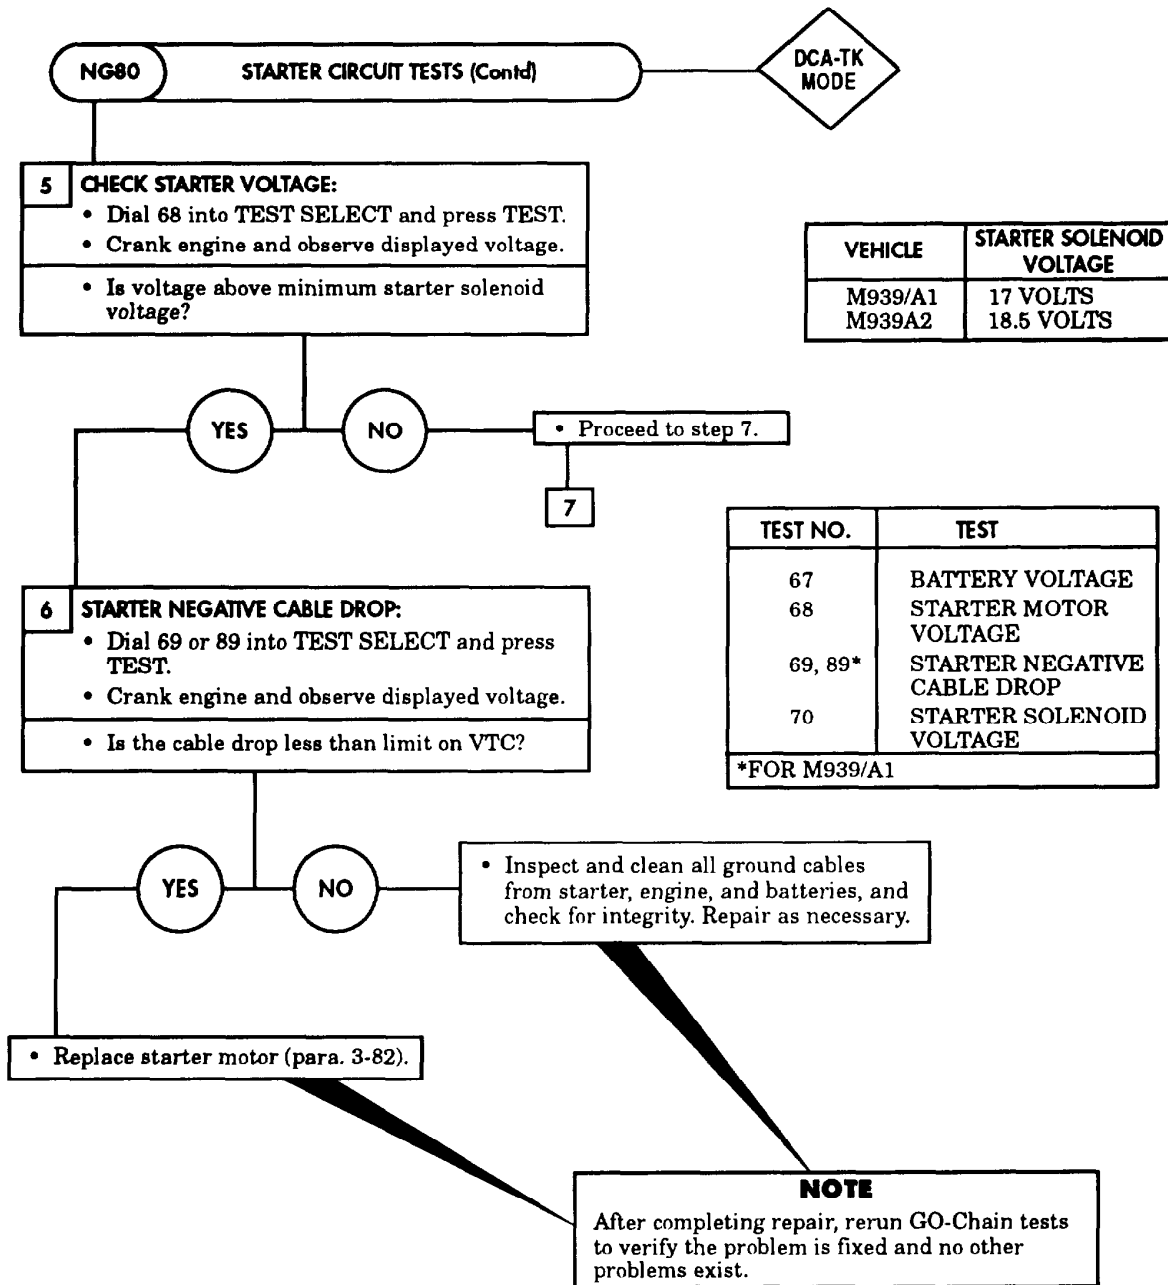 NG80 STARTER CIRCUIT TESTS (Contd)
DCA-TK
MODE
5 CHECK STARTER VOLTAGE:
• Dial 68 into TEST SELECT and press TEST.
• Crank engine and observe displayed voltage.
• Is voltage above minimum starter solenoid
voltage?
VEHICLE STARTER SOLENOID
VOLTAGE
M939/A1 17 VOLTS
M939A2 18.5 VOLTS
YES NO
• Proceed to step 7.
7
6 STARTER NEGATIVE CABLE DROP:
• Dial 69 or 89 into TEST SELECT and press
TEST.
• Crank engine and observe displayed voltage.
• Is the cable drop less than limit on VTC?
TEST NO. TEST
67 BATTERY VOLTAGE
68 STARTER MOTOR
VOLTAGE
69, 89* STARTER NEGATIVE
CABLE DROP
70 STARTER SOLENOID
VOLTAGE
*FOR M939/A1
YES NO
• Inspect and clean all ground cables
from starter, engine, and batteries, and
check for integrity. Repair as necessary.
• Replace starter motor (para. 3-82).
NOTE
After completing repair, rerun GO-Chain tests
to verify the problem is fixed and no other
problems exist.